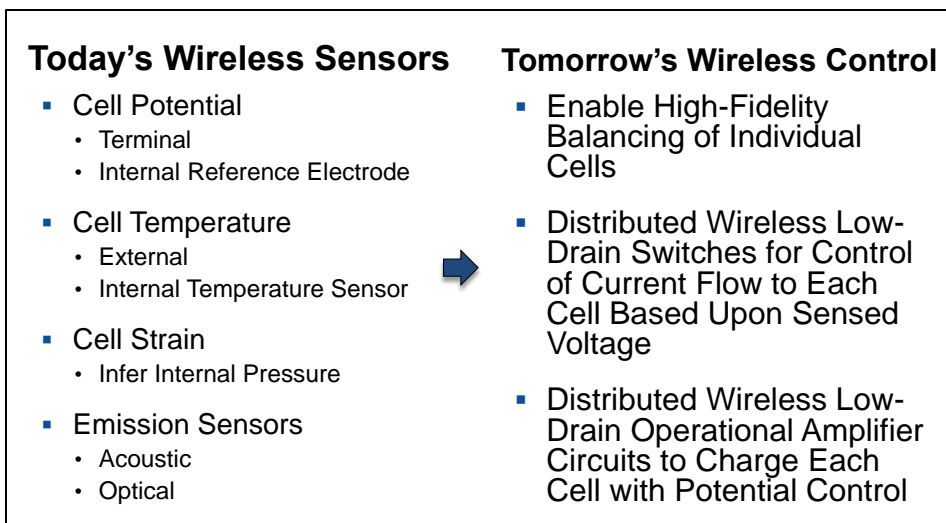 Today's Wireless Sensors
▪ Cell Potential
• Terminal
• Internal Reference Electrode
▪ Cell Temperature
• External
• Internal Temperature Sensor
▪ Cell Strain
• Infer Internal Pressure
▪ Emission Sensors
• Acoustic
• Optical
Tomorrow's Wireless Control
▪ Enable High-Fidelity
Balancing of Individual
Cells
▪ Distributed Wireless Low-
Drain Switches for Control
of Current Flow to Each
Cell Based Upon Sensed
Voltage
▪ Distributed Wireless Low-
Drain Operational Amplifier
Circuits to Charge Each
Cell with Potential Control